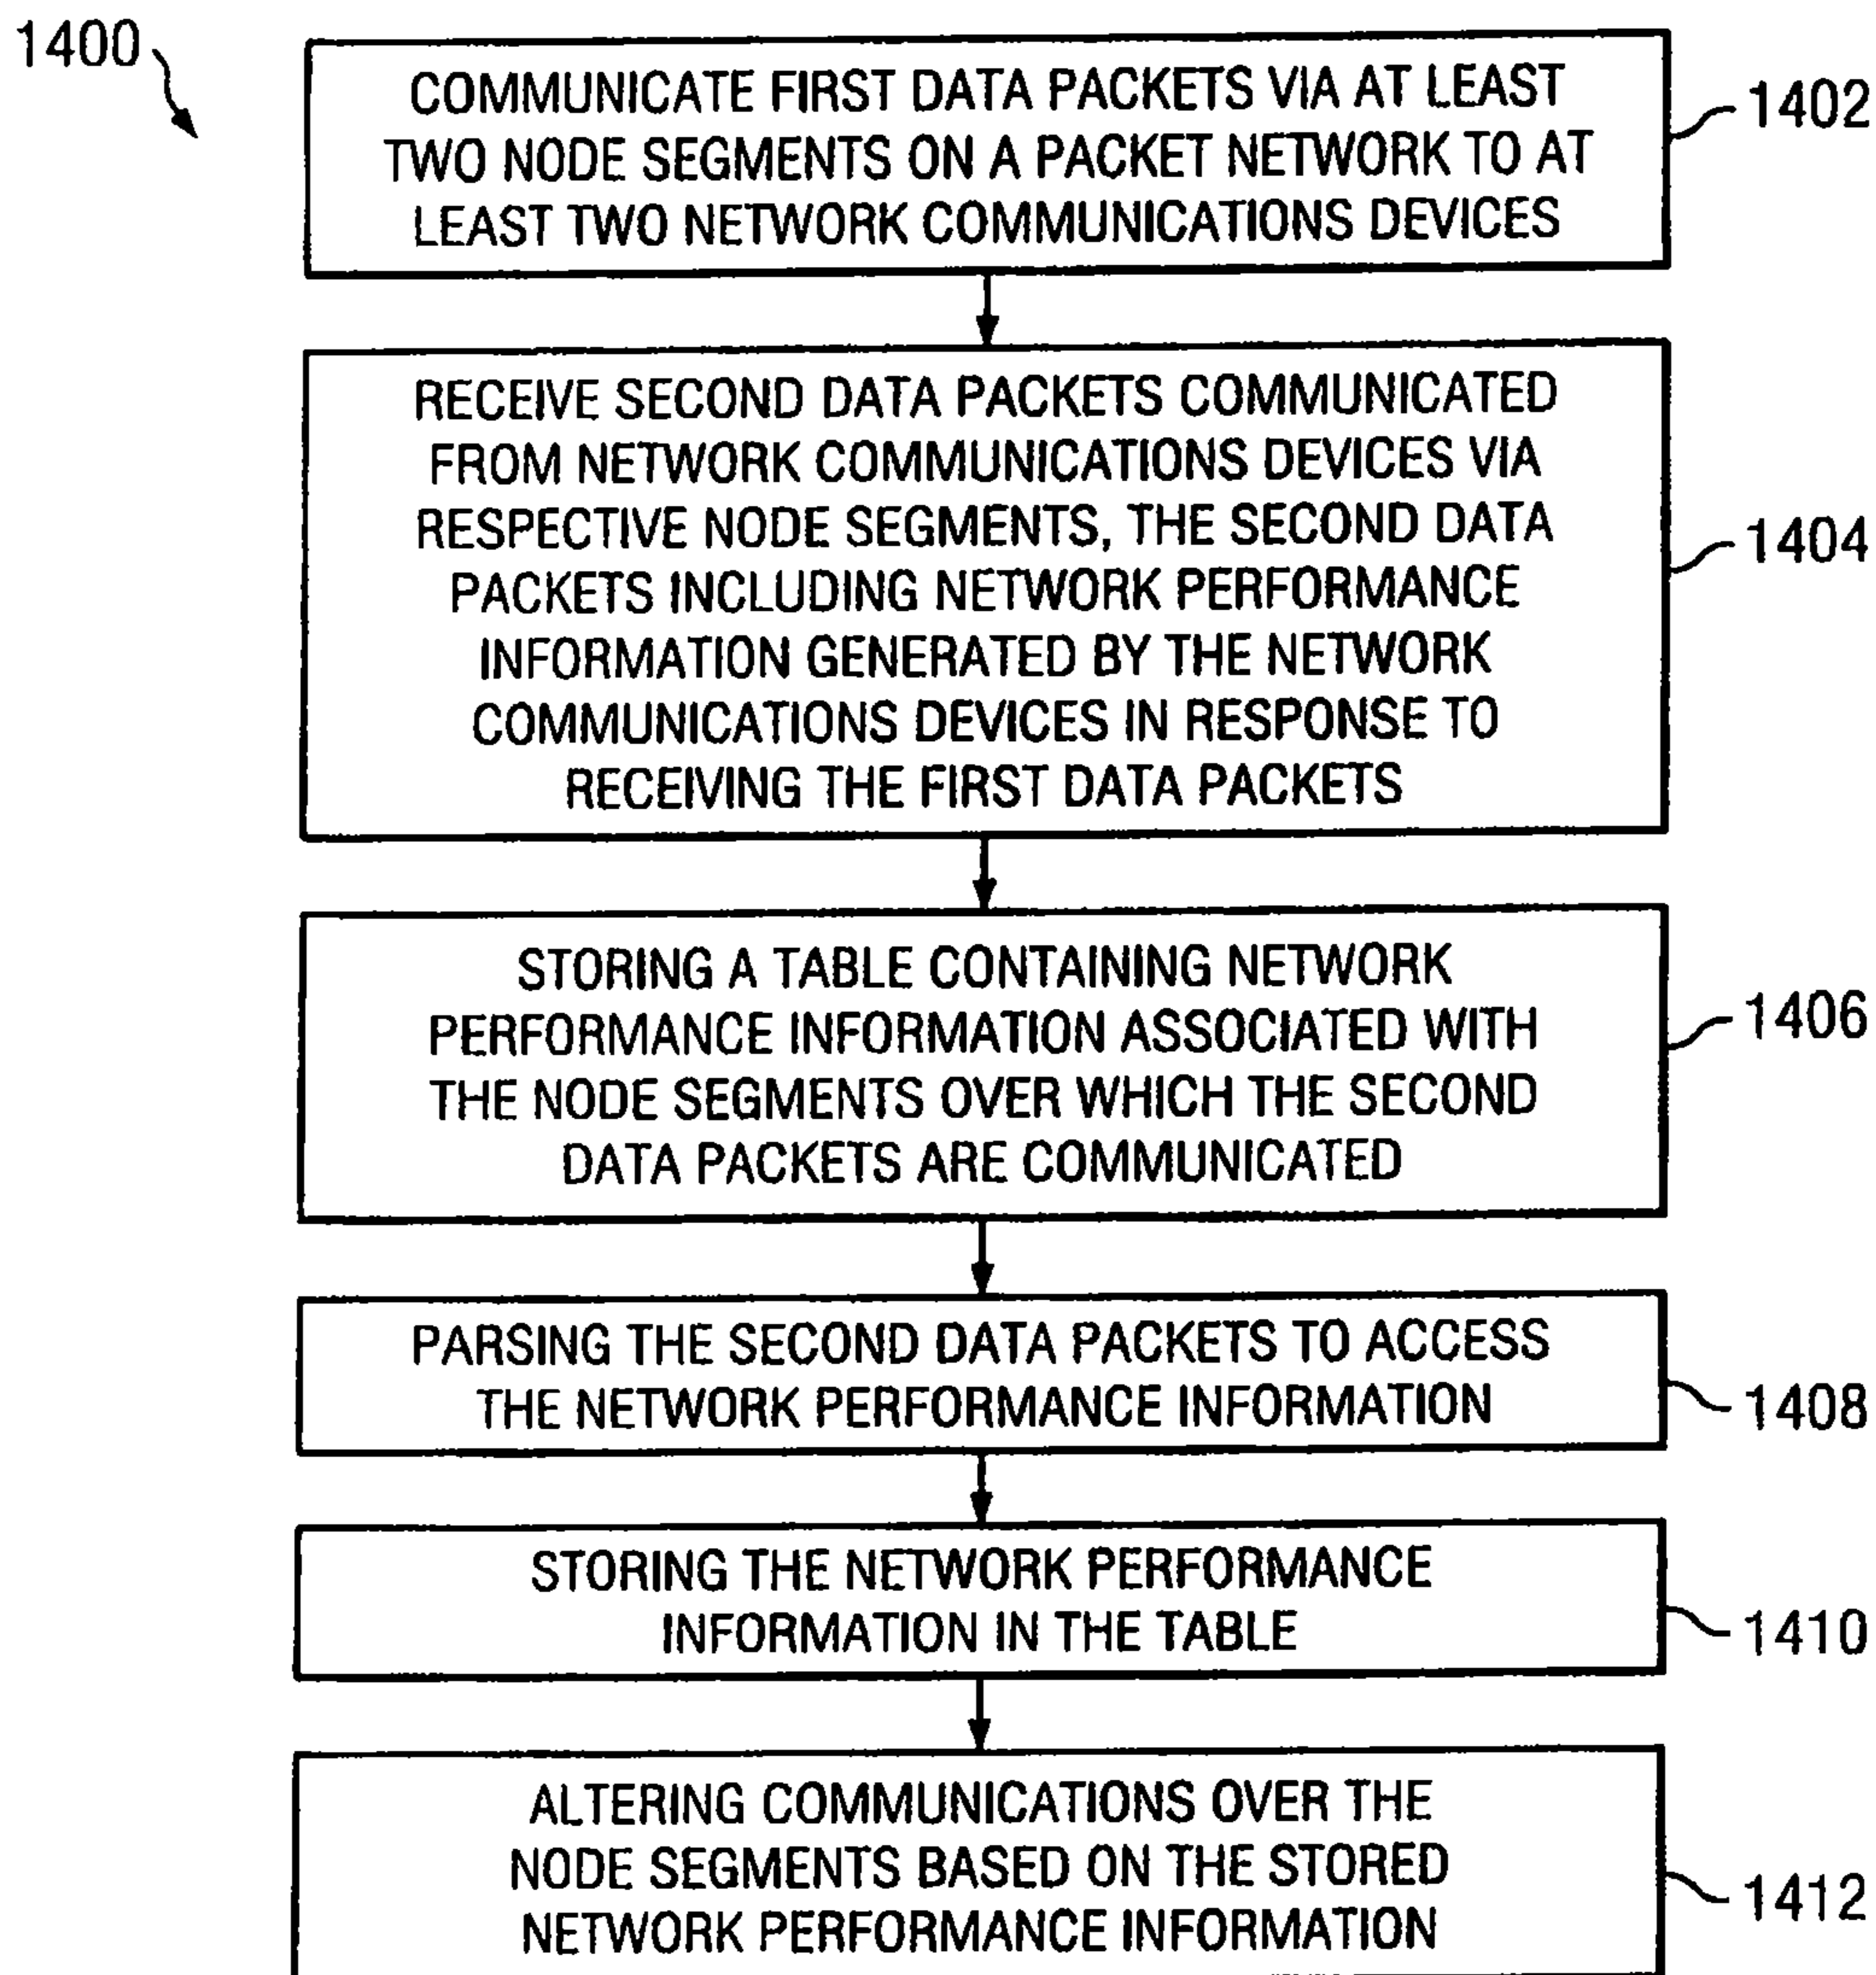 1400
COMMUNICATE FIRST DATA PACKETS VIA AT LEAST
TWO NODE SEGMENTS ON A PACKET NETWORK TO AT
LEAST TWO NETWORK COMMUNICATIONS DEVICES
1402
RECEIVE SECOND DATA PACKETS COMMUNICATED
FROM NETWORK COMMUNICATIONS DEVICES VIA
RESPECTIVE NODE SEGMENTS, THE SECOND DATA
PACKETS INCLUDING NETWORK PERFORMANCE
INFORMATION GENERATED BY THE NETWORK
COMMUNICATIONS DEVICES IN RESPONSE TO
RECEIVING THE FIRST DATA PACKETS
1404
STORING A TABLE CONTAINING NETWORK
PERFORMANCE INFORMATION ASSOCIATED WITH
THE NODE SEGMENTS OVER WHICH THE SECOND
DATA PACKETS ARE COMMUNICATED
1406
PARSING THE SECOND DATA PACKETS TO ACCESS
THE NETWORK PERFORMANCE INFORMATION
1408
STORING THE NETWORK PERFORMANCE
INFORMATION IN THE TABLE
1410
ALTERING COMMUNICATIONS OVER THE
NODE SEGMENTS BASED ON THE STORED
NETWORK PERFORMANCE INFORMATION
1412